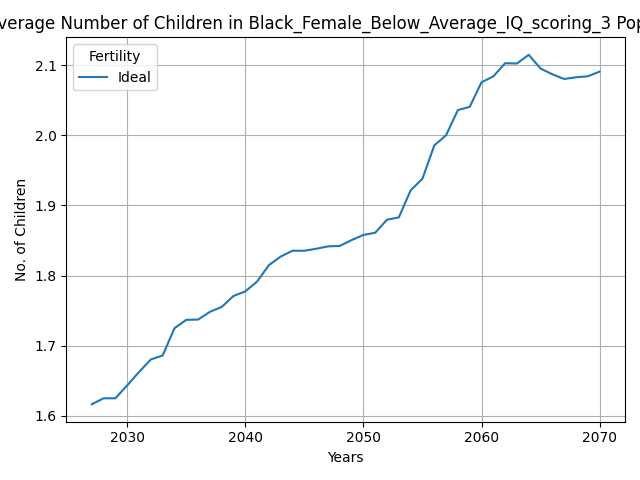 verage Number of Children in Black_Female_Below_Average_IQ_scoring_3 Pop
Fertility
Ideal
2.1
2.0
1.9
1.8
1.7
1.6
No. of Children
2030 2040 2050 2060 2070
Years